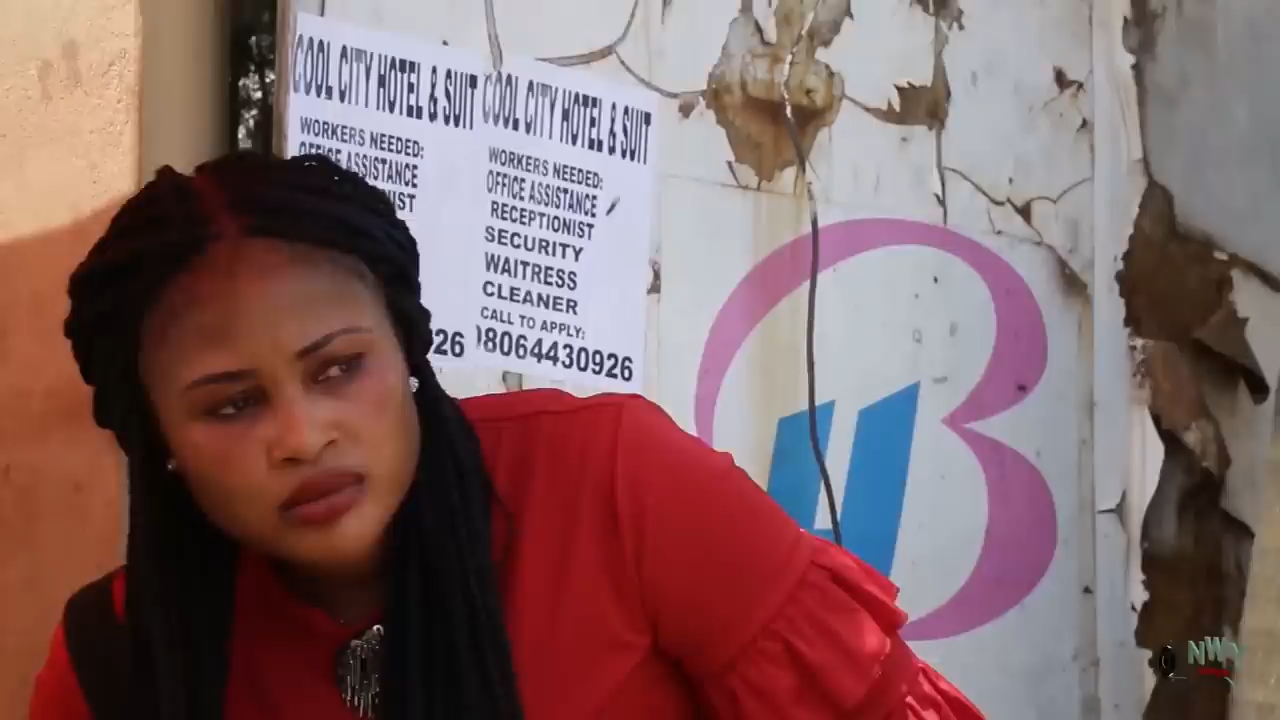 COOL CITY HOTEL & SUIT
WORKERS NEEDED:
OFFICE ASSISTANCE
26
COOL CITY HOTEL & SUIT
WORKERS NEEDED:
OFFICE ASSISTANCE
RECEPTIONIST
SECURITY
WAITRESS
CLEANER
CALL TO APPLY:
8064430926
B
H